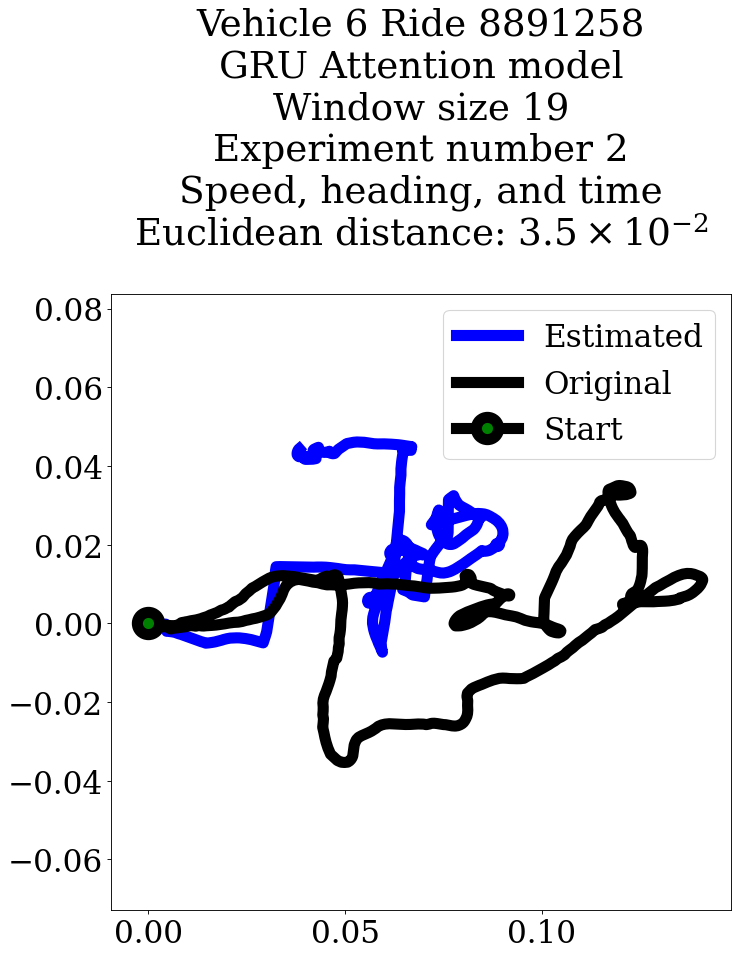 Vehicle 6 Ride 8891258
GRU Attention model
Window size 19
Experiment number 2
Speed, heading, and time
Euclidean distance: 3.5 × 10⁻²
Estimated
Original
Start
0.08
0.06
0.04
0.02
0.00
−0.02
−0.04
−0.06
0.00 0.05 0.10